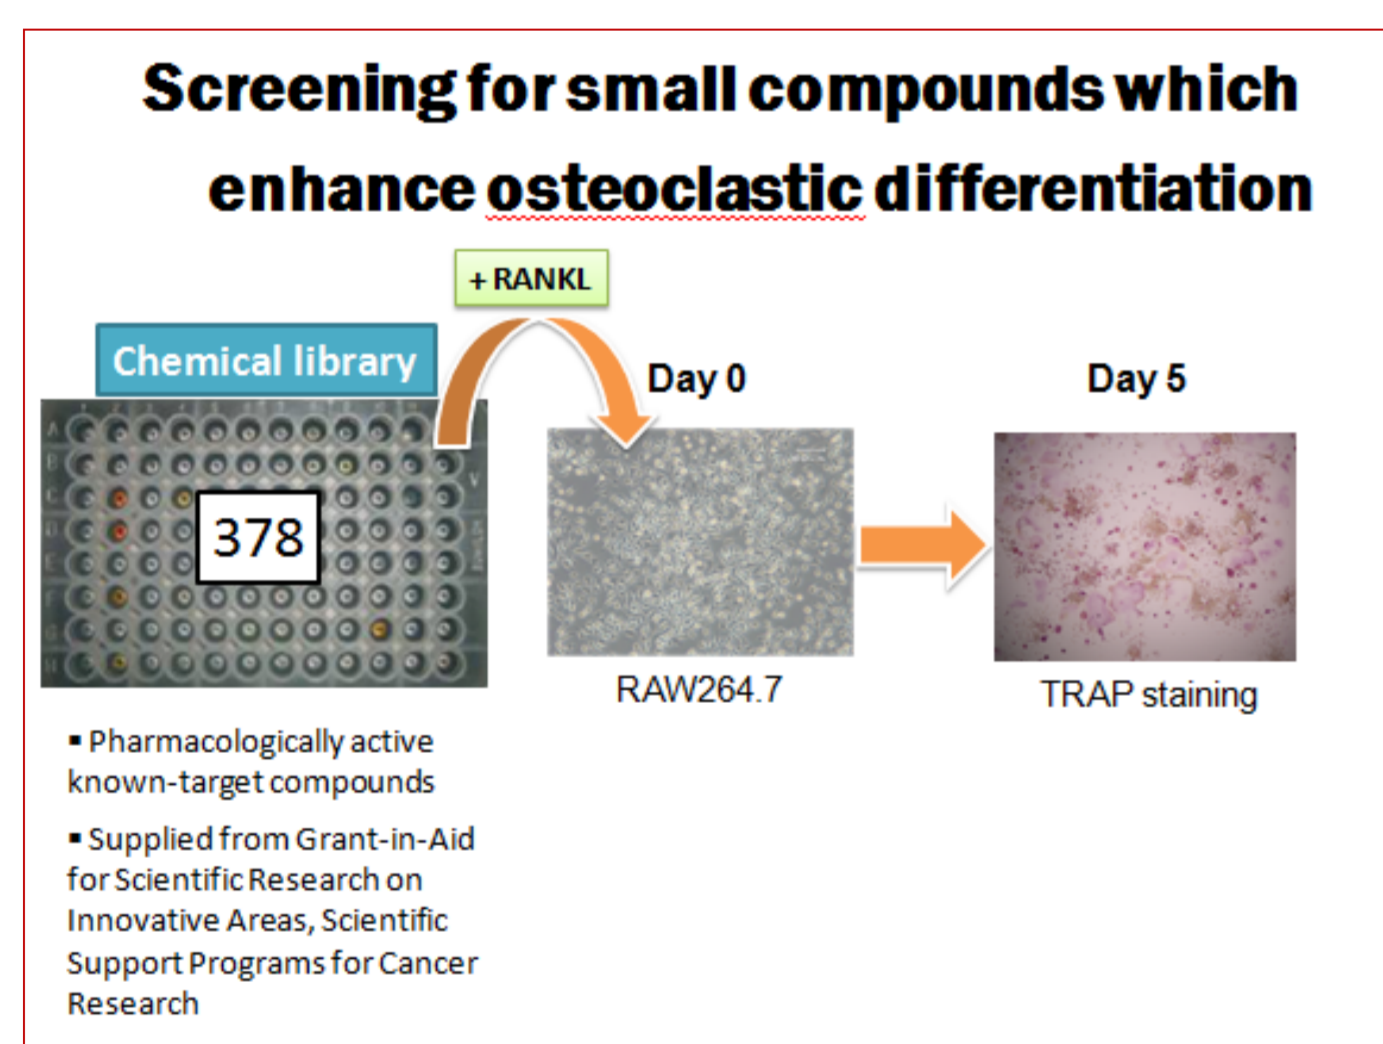 Screening for small compounds which
enhance osteoclastic differentiation
+ RANKL
Chemical library
Day 0
Day 5
A
B
C
D
E
F
G
H
378
RAW264.7
TRAP staining
▪ Pharmacologically active
known-target compounds
▪ Supplied from Grant-in-Aid
for Scientific Research on
Innovative Areas, Scientific
Support Programs for Cancer
Research